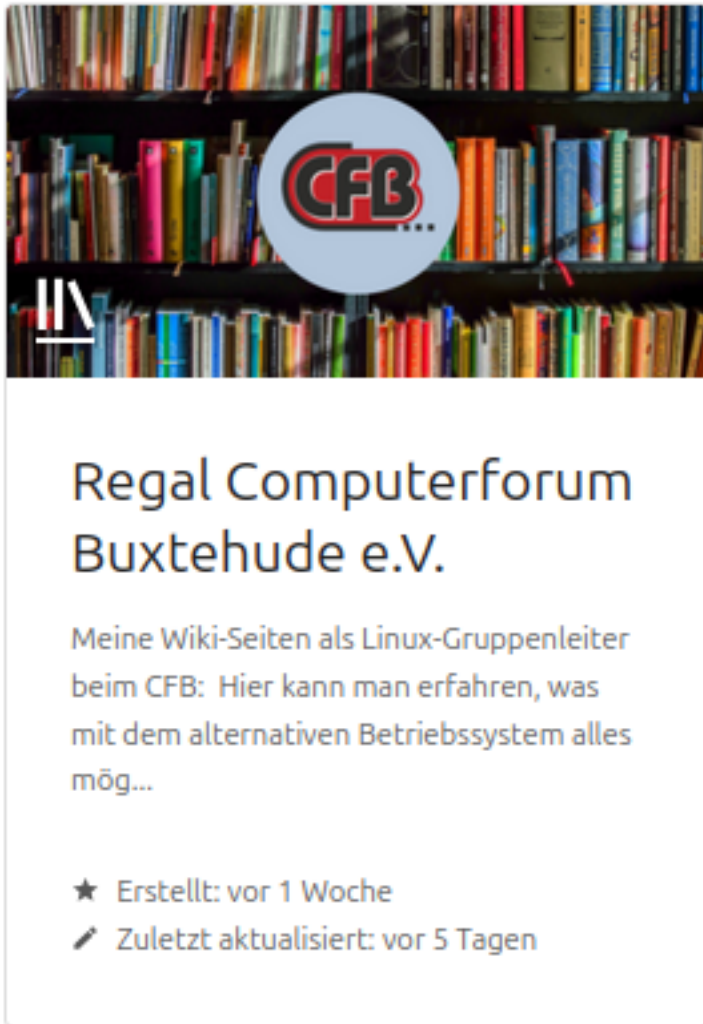 CFB....
Regal Computerforum
Buxtehude e.V.
Meine Wiki-Seiten als Linux-Gruppenleiter
beim CFB:  Hier kann man erfahren, was
mit dem alternativen Betriebssystem alles
mög...
Erstellt: vor 1 Woche
Zuletzt aktualisiert: vor 5 Tagen